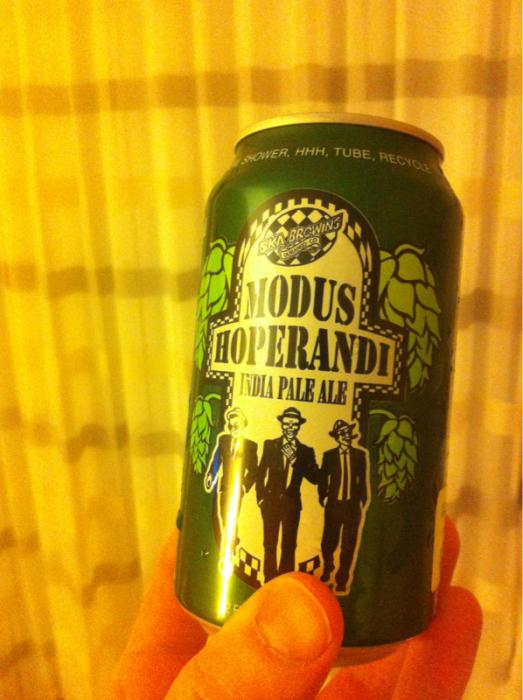 SHOWER, HHH, TUBE, RECYCLE
SKA BREWING
MODUS
HOPERANDI
INDIA PALE ALE